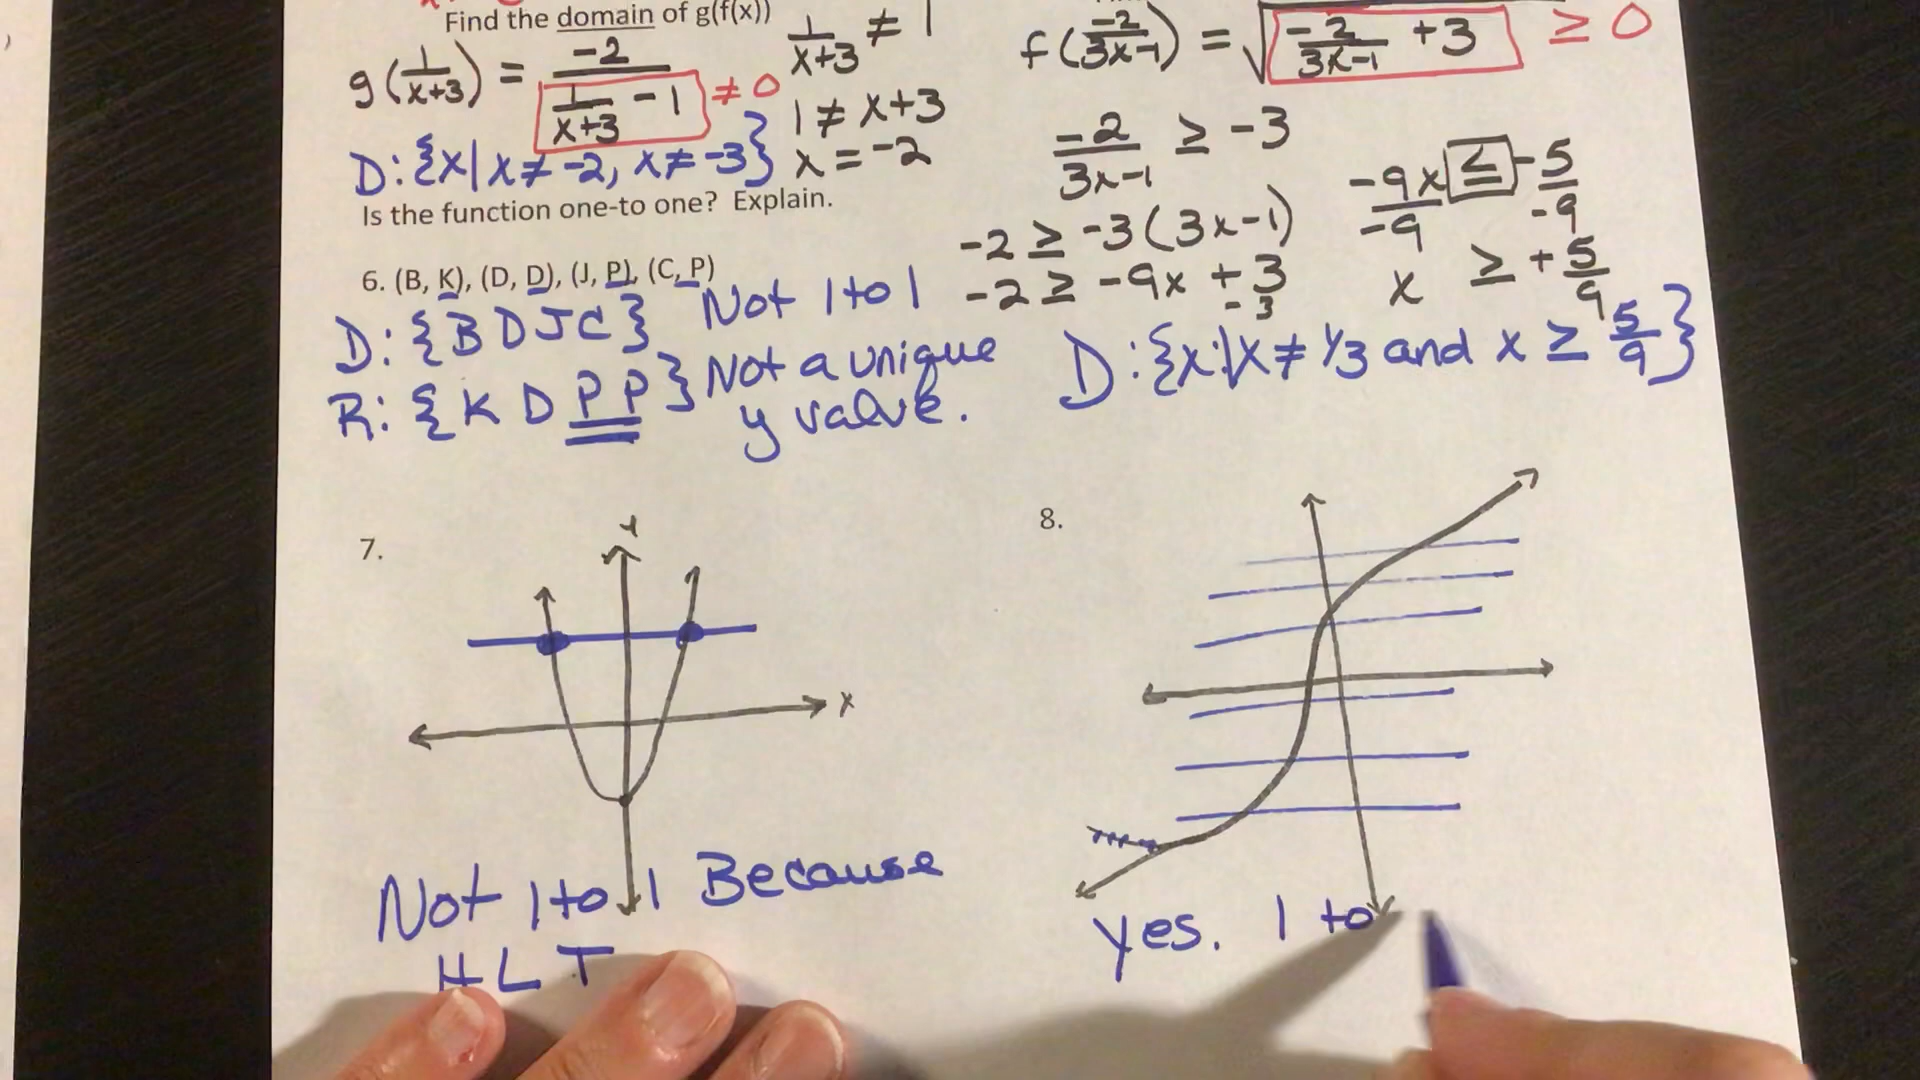 Find the domain of g(f(x))
g(1/x+3) = -2/(1/x+3 - 1) ≠ 0
1/x+3 ≠ 1
1 ≠ x+3
x = -2
D: {x| x ≠ -2, x ≠ -3}
f(-2/3x-1) = √(-2/3x-1 + 3) ≥ 0
-2/3x-1 ≥ -3
-2 ≥ -3(3x-1)
-2 ≥ -9x + 3
-3
-9x/-9 ≤ -5/-9
x ≥ +5/9
D: {x:|x ≠ 1/3 and x ≥ 5/9}
Is the function one-to one? Explain.
6. (B, K), (D, D), (J, P), (C, P)
D: {B D J C} Not 1 to 1
R: {K D P P} Not a unique
y value.
7.
y
x
Not 1 to 1 Because
HLT
8.
yes. 1 to